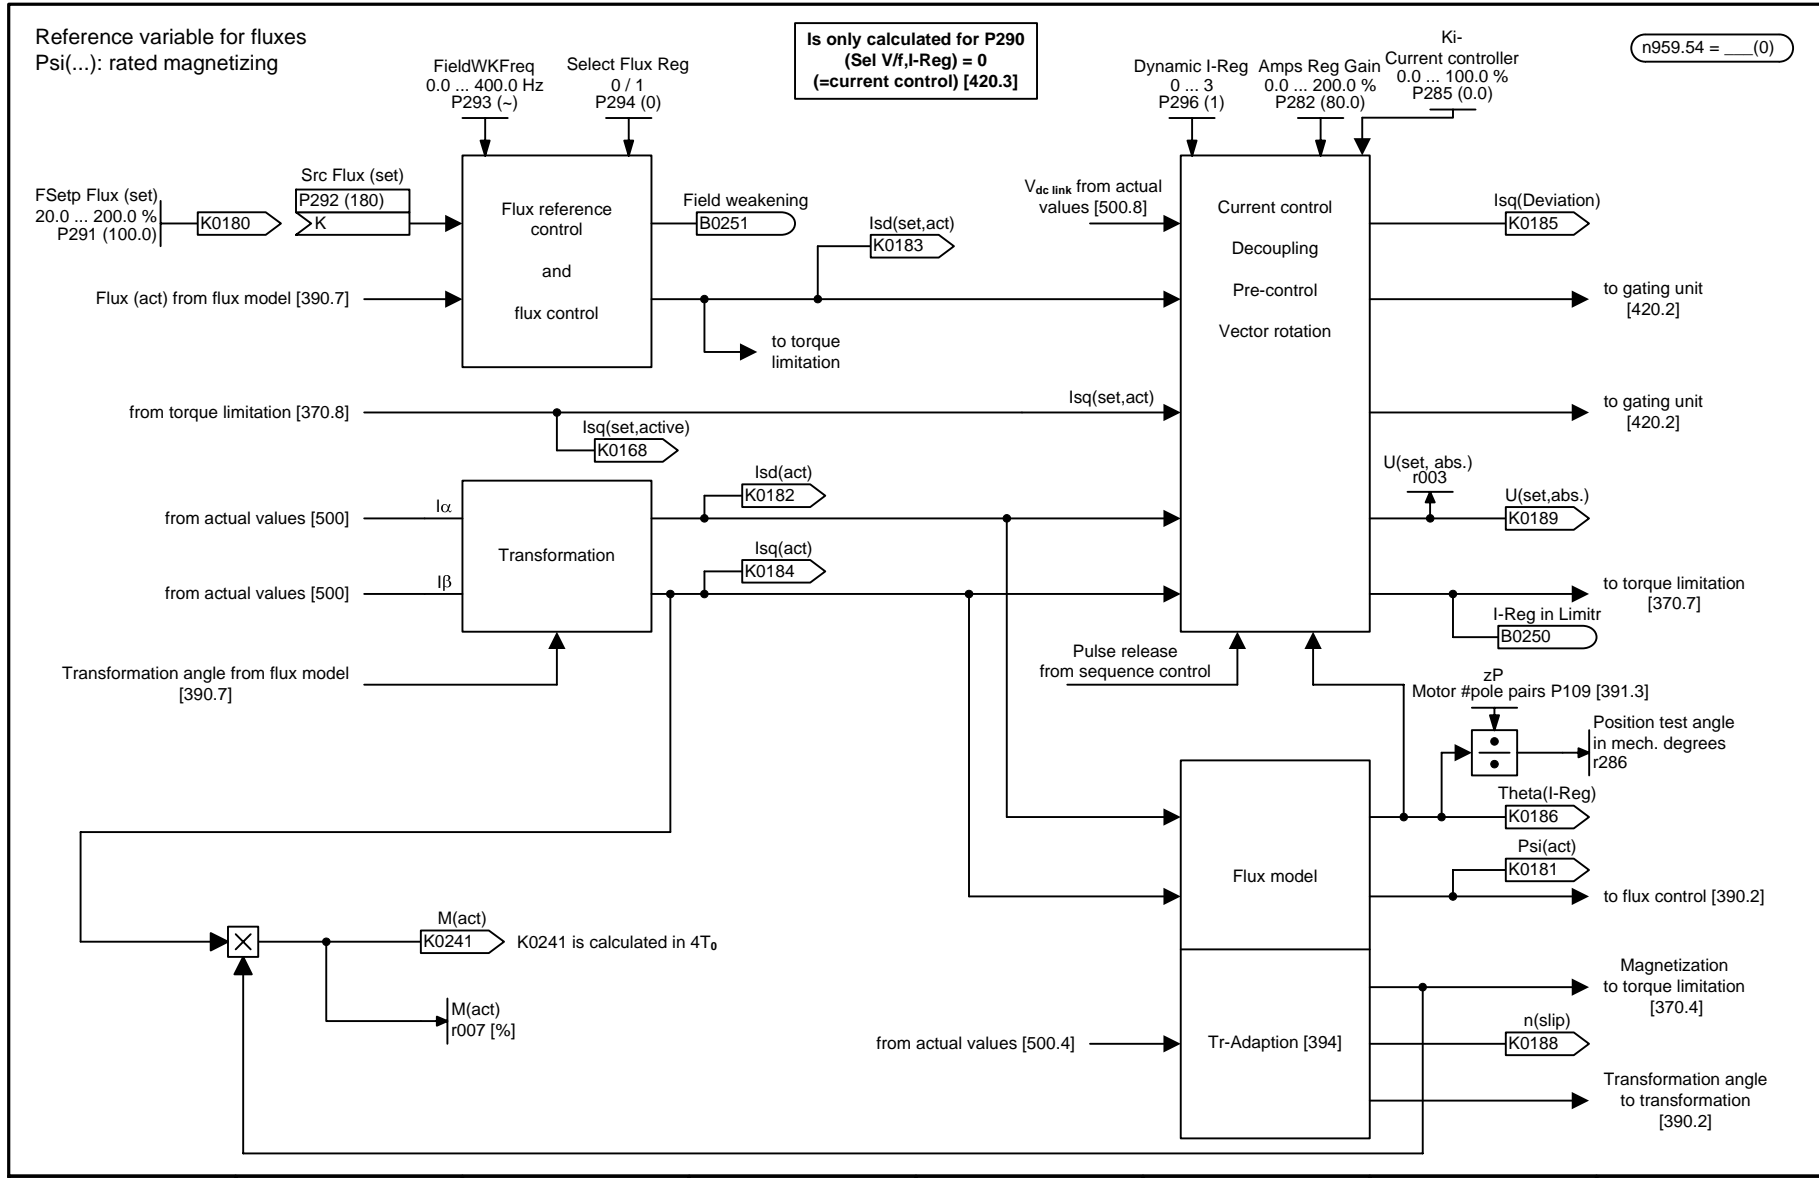 Reference variable for fluxes
Psi(...): rated magnetizing
Is only calculated for P290
(Sel V/f,I-Reg) = 0
(=current control) [420.3]
n959.54 = ___(0)
FieldWKFreq
0.0 ... 400.0 Hz
P293 (~)
Select Flux Reg
0 / 1
P294 (0)
Dynamic I-Reg
0 ... 3
P296 (1)
Amps Reg Gain
0.0 ... 200.0 %
P282 (80.0)
Ki-
Current controller
0.0 ... 100.0 %
P285 (0.0)
FSetp Flux (set)
20.0 ... 200.0 %
P291 (100.0)
K0180
Src Flux (set)
P292 (180)
K
Flux reference
control
and
flux control
Field weakening
B0251
Isd(set,act)
K0183
Vdc link from actual
values [500.8]
Current control
Decoupling
Pre-control
Vector rotation
Isq(Deviation)
K0185
Flux (act) from flux model [390.7]
to torque
limitation
to gating unit
[420.2]
from torque limitation [370.8]
Isq(set,act)
Isq(set,active)
K0168
to gating unit
[420.2]
Isd(act)
K0182
U(set, abs.)
r003
U(set,abs.)
K0189
from actual values [500]
Iα
Transformation
Isq(act)
K0184
from actual values [500]
Iβ
to torque limitation
[370.7]
I-Reg in Limitr
B0250
Transformation angle from flux model
[390.7]
Pulse release
from sequence control
zP
Motor #pole pairs P109 [391.3]
Position test angle
in mech. degrees
r286
Theta(I-Reg)
K0186
Psi(act)
K0181
Flux model
to flux control [390.2]
M(act)
K0241
K0241 is calculated in 4T0
M(act)
r007 [%]
Magnetization
to torque limitation
[370.4]
from actual values [500.4]
Tr-Adaption [394]
n(slip)
K0188
Transformation angle
to transformation
[390.2]